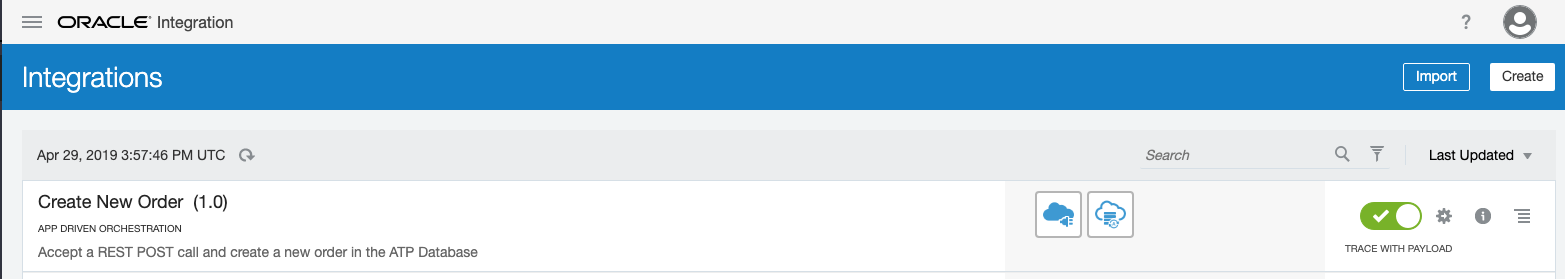 ORACLE® Integration
?
Integrations
Import
Create
Apr 29, 2019 3:57:46 PM UTC
Search
Last Updated
Create New Order (1.0)
APP DRIVEN ORCHESTRATION
Accept a REST POST call and create a new order in the ATP Database
TRACE WITH PAYLOAD